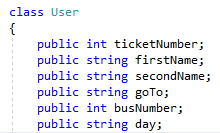 class User
{
public int ticketNumber;
public string firstName;
public string secondName;
public string goTo;
public int busNumber;
public string day;